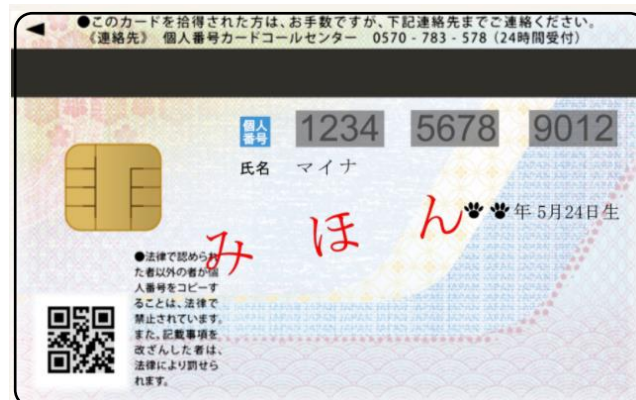 ●このカードを拾得された方は、お手数ですが、下記連絡先までご連絡ください。
《連絡先》 個人番号カードコールセンター 0570 - 783 - 578（24時間受付）
個人番号 1234 5678 9012
氏名 マイナ
年 5月24日生
みほん
●法律で認められ
た者以外の者が個
人番号をコピーす
ることは、法律で
禁止されています。
また、記載事項を
改ざんした者は、
法律により罰せら
れます。